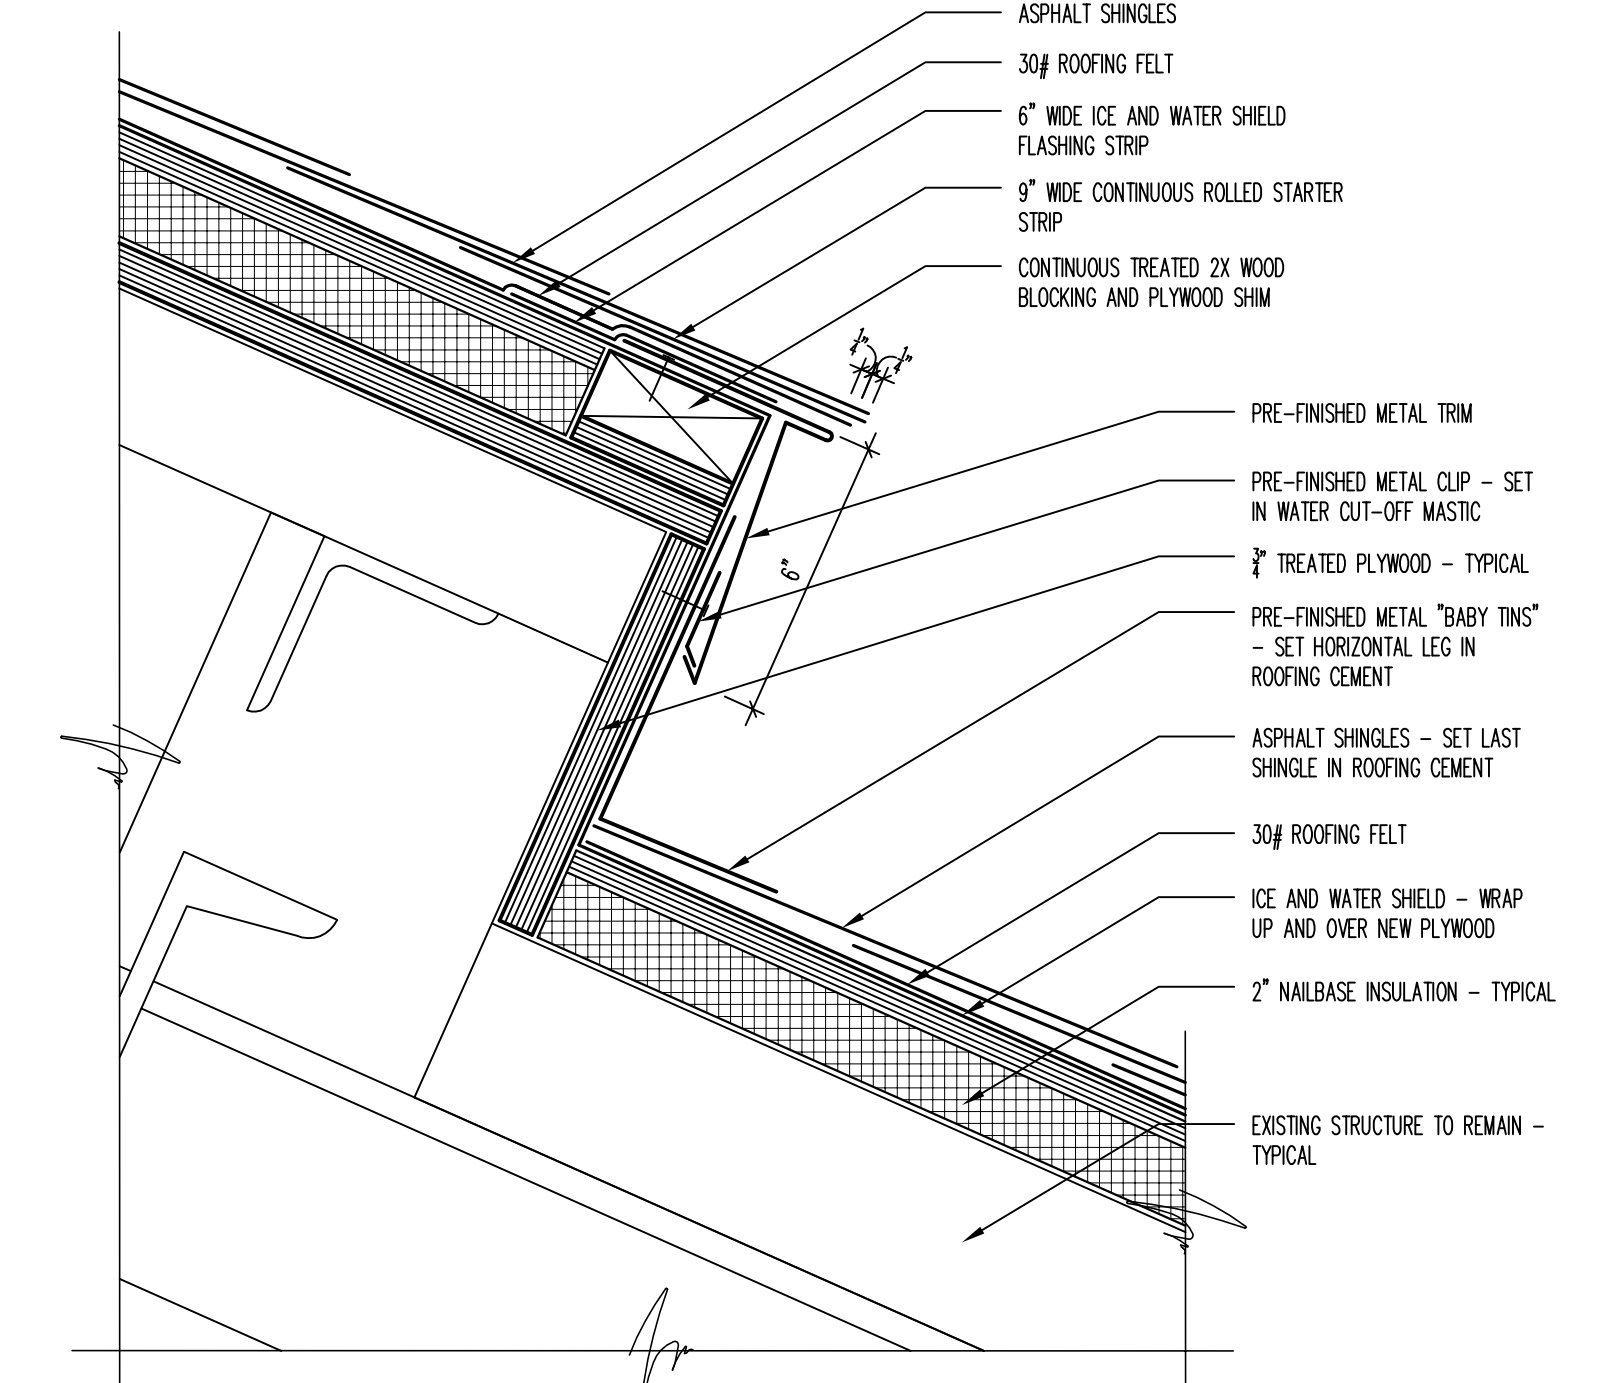 ASPHALT SHINGLES
30# ROOFING FELT
6" WIDE ICE AND WATER SHIELD
FLASHING STRIP
9" WIDE CONTINUOUS ROLLED STARTER
STRIP
CONTINUOUS TREATED 2X WOOD
BLOCKING AND PLYWOOD SHIM
1/4" 1/4"
PRE-FINISHED METAL TRIM
PRE-FINISHED METAL CLIP - SET
IN WATER CUT-OFF MASTIC
6"
3/4" TREATED PLYWOOD - TYPICAL
PRE-FINISHED METAL "BABY TINS"
- SET HORIZONTAL LEG IN
ROOFING CEMENT
ASPHALT SHINGLES - SET LAST
SHINGLE IN ROOFING CEMENT
30# ROOFING FELT
ICE AND WATER SHIELD - WRAP
UP AND OVER NEW PLYWOOD
2" NAILBASE INSULATION - TYPICAL
EXISTING STRUCTURE TO REMAIN -
TYPICAL